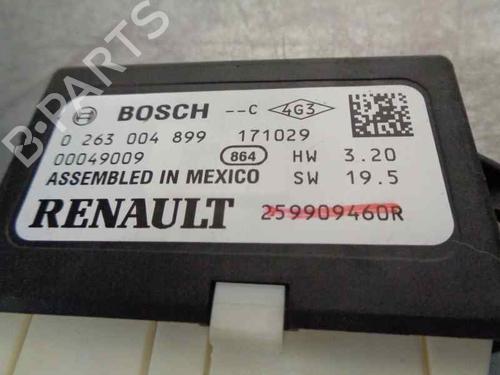 B-PARTS
BOSCH --C 4G3
0 263 004 899 171029
00049009 864 HW 3.20
ASSEMBLED IN MEXICO SW 19.5
RENAULT 259909460R